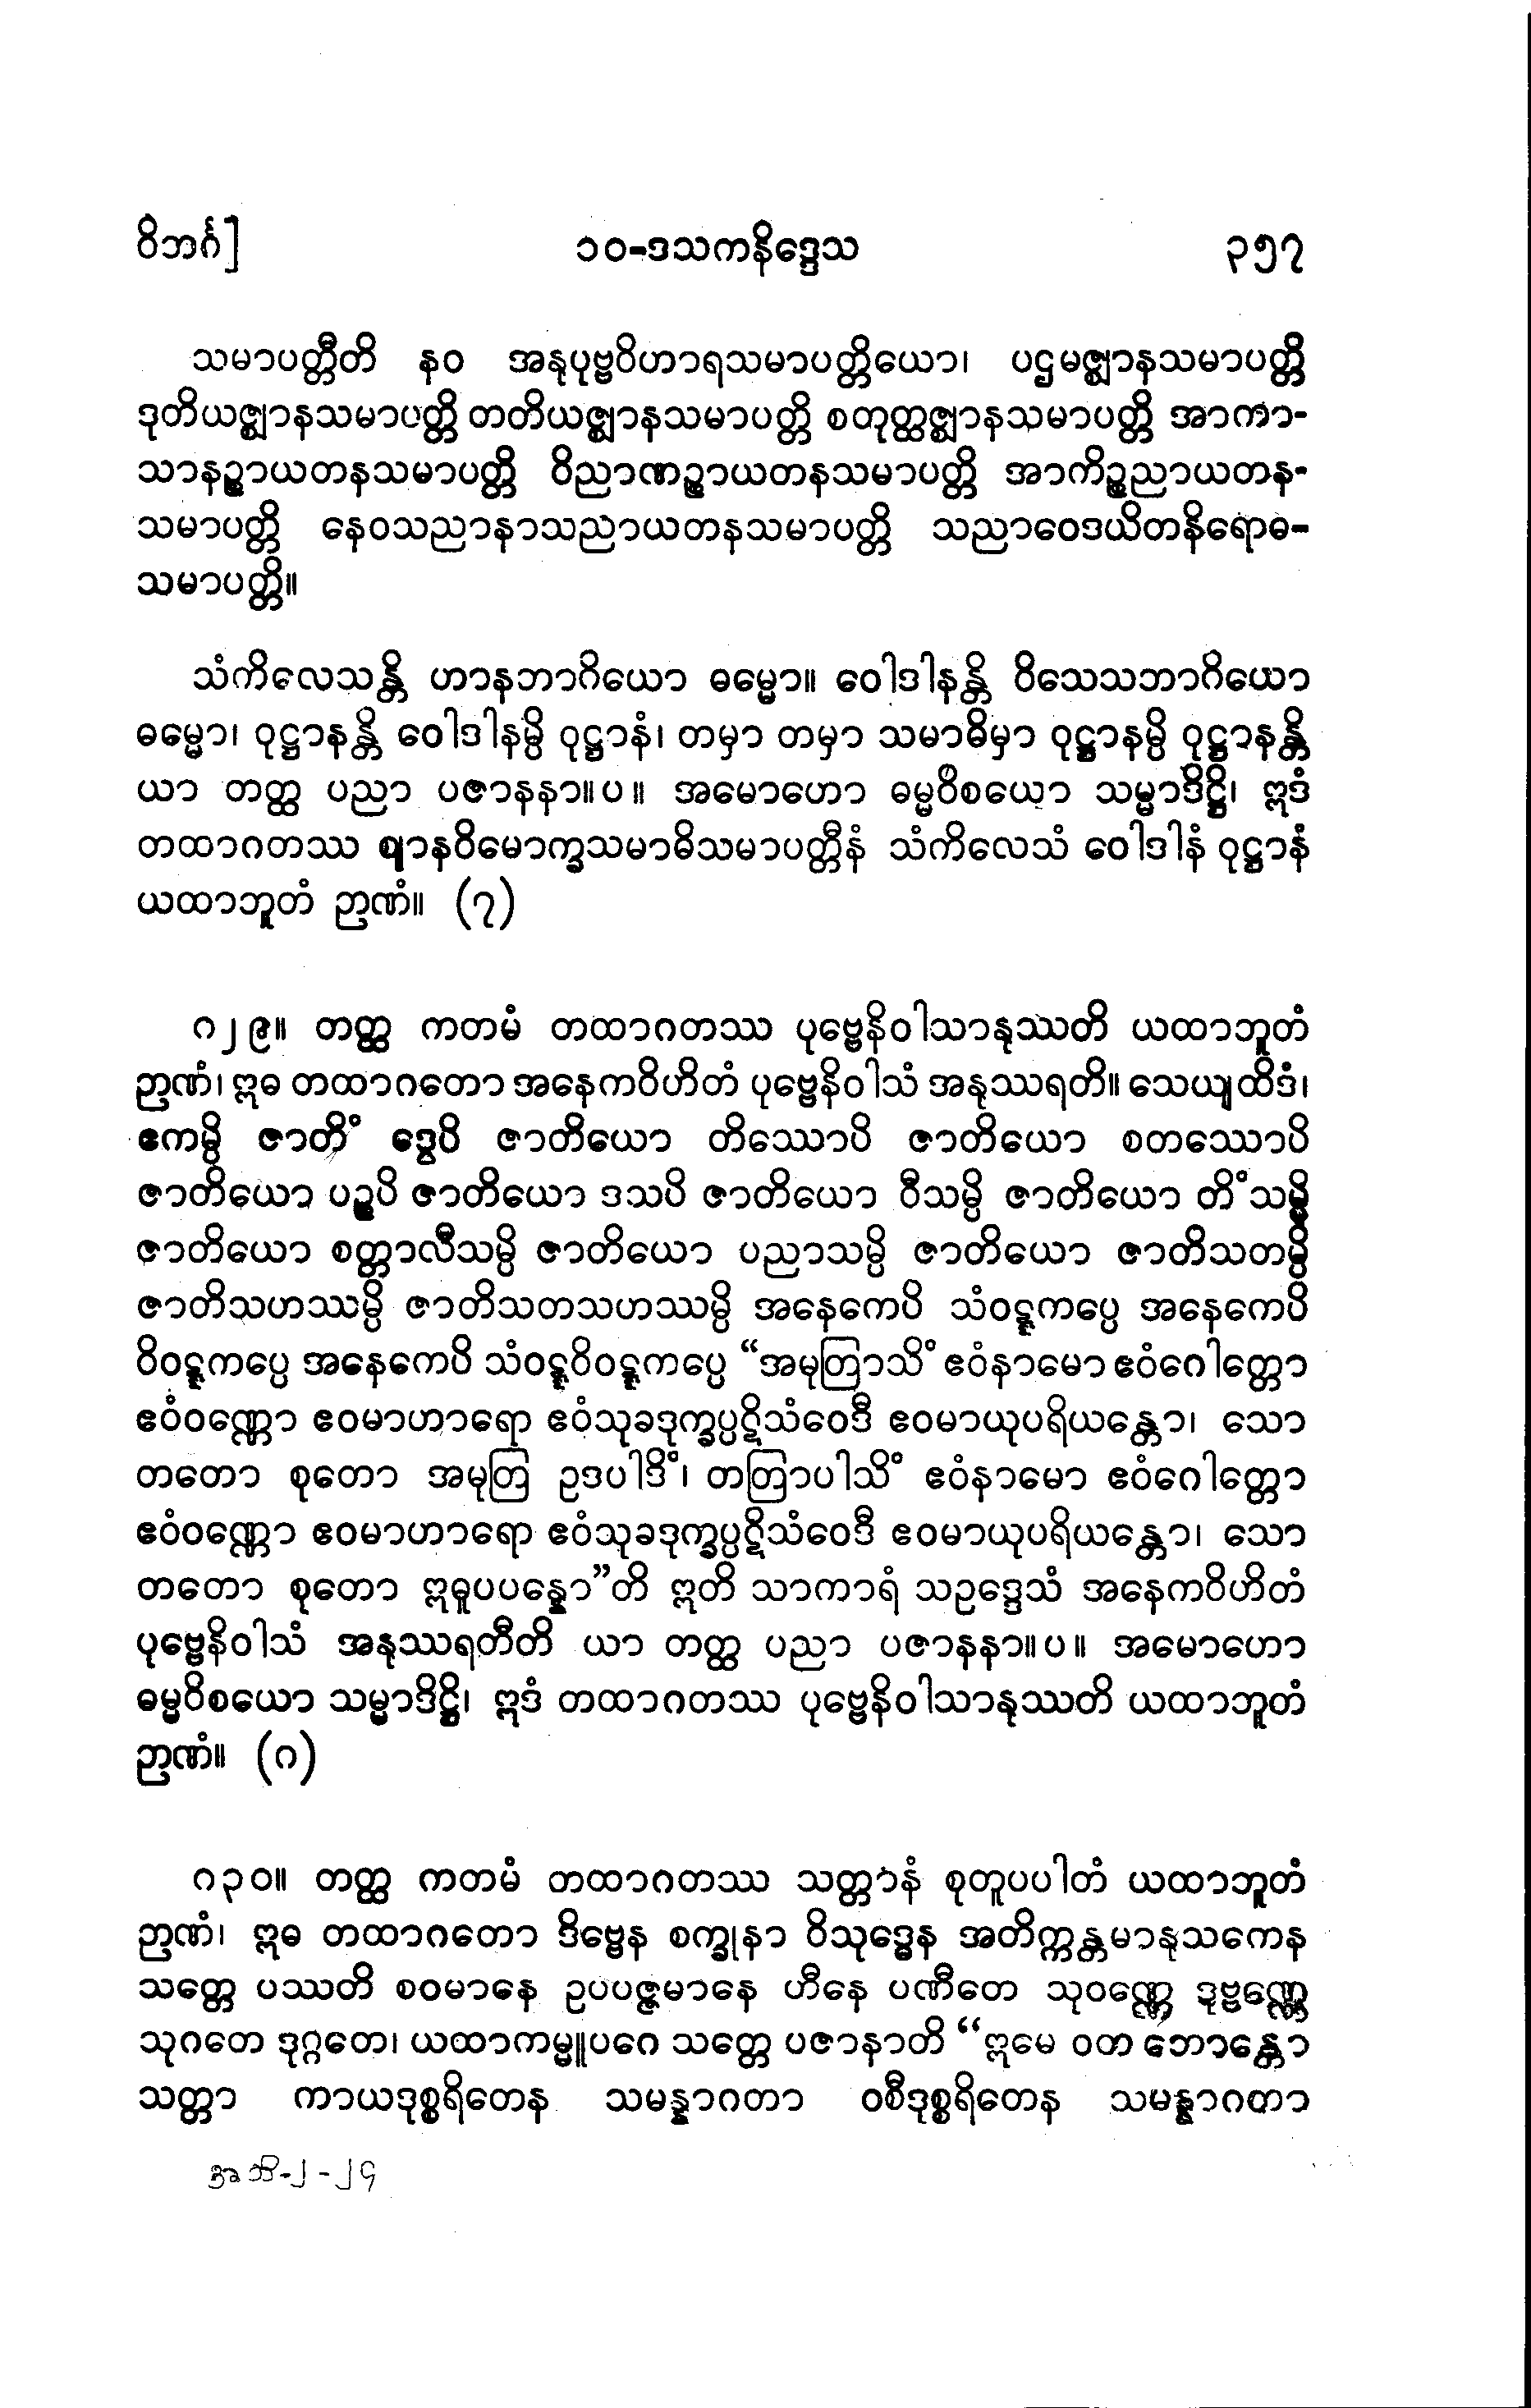 ဝိဘင်္ဂ]
၁၀-ဒသကနိဒ္ဒေသ
၃၅၇
သမာပတ္တီတိ နဝ အနုပုဗ္ဗဝိဟာရသမာပတ္တိယော၊ ပဌမဇ္ဈာနသမာပတ္တိ
ဒုတိယဇ္ဈာနသမာပတ္တိ တတိယဇ္ဈာနသမာပတ္တိ စတုတ္ထဇ္ဈာနသမာပတ္တိ အာကာ-
သာနဉ္စာယတနသမာပတ္တိ ဝိညာဏဉ္စာယတနသမာပတ္တိ အာကိဉ္စညာယတန-
သမာပတ္တိ နေဝသညာနာသညာယတနသမာပတ္တိ သညာဝေဒယိတနိရောဓ-
သမာပတ္တိ။
သံကိလေသန္တိ ဟာနဘာဂိယော ဓမ္မော။ ဝေါဒါနန္တိ ဝိသေသဘာဂိယော
ဓမ္မော၊ ဝုဋ္ဌာနန္တိ ဝေါဒါနမ္ပိ ဝုဋ္ဌာနံ၊ တမှာ တမှာ သမာဓိမှာ ဝုဋ္ဌာနမ္ပိ ဝုဋ္ဌာနန္တိ
ယာ တတ္ထ ပညာ ပဇာနနာ။ပ။ အမောဟော ဓမ္မဝိစယော သမ္မာဒိဋ္ဌိ၊ ဣဒံ
တထာဂတဿ ဈာနဝိမောက္ခသမာဓိသမာပတ္တီနံ သံကိလေသံ ဝေါဒါနံ ဝုဋ္ဌာနံ
ယထာဘူတံ ဉာဏံ။ (၇)
၈၂၉။ တတ္ထ ကတမံ တထာဂတဿ ပုဗ္ဗေနိဝါသာနုဿတိ ယထာဘူတံ
ဉာဏံ၊ ဣဓ တထာဂတော အနေကဝိဟိတံ ပုဗ္ဗေနိဝါသံ အနုဿရတိ။ သေယျထိဒံ၊
ဧကမ္ပိ ဇာတိံ ဒွေပိ ဇာတိယော တိဿောပိ ဇာတိယော စတဿောပိ
ဇာတိယော ပဉ္စပိ ဇာတိယော ဒသပိ ဇာတိယော ဝီသမ္ပိ ဇာတိယော တိံသမ္ပိ
ဇာတိယော စတ္တာလီသမ္ပိ ဇာတိယော ပညာသမ္ပိ ဇာတိယော ဇာတိသတမ္ပိ
ဇာတိသဟဿမ္ပိ ဇာတိသတသဟဿမ္ပိ အနေကေပိ သံဝဋ္ဋကပ္ပေ အနေကေပိ
ဝိဝဋ္ဋကပ္ပေ အနေကေပိ သံဝဋ္ဋဝိဝဋ္ဋကပ္ပေ “အမုတြာသိံ ဧဝံနာမော ဧဝံဂေါတ္တော
ဧဝံဝဏ္ဏော ဧဝမာဟာရော ဧဝံသုခဒုက္ခပ္ပဋိသံဝေဒီ ဧဝမာယုပရိယန္တော၊ သော
တတော စုတော အမုတြ ဥဒပါဒိံ၊ တတြာပါသိံ ဧဝံနာမော ဧဝံဂေါတ္တော
ဧဝံဝဏ္ဏော ဧဝမာဟာရော ဧဝံသုခဒုက္ခပ္ပဋိသံဝေဒီ ဧဝမာယုပရိယန္တော၊ သော
တတော စုတော ဣဓူပပန္နော”တိ ဣတိ သာကာရံ သဥဒ္ဒေသံ အနေကဝိဟိတံ
ပုဗ္ဗေနိဝါသံ အနုဿရတီတိ ယာ တတ္ထ ပညာ ပဇာနနာ။ပ။ အမောဟော
ဓမ္မဝိစယော သမ္မာဒိဋ္ဌိ၊ ဣဒံ တထာဂတဿ ပုဗ္ဗေနိဝါသာနုဿတိ ယထာဘူတံ
ဉာဏံ။ (၈)
၈၃၀။ တတ္ထ ကတမံ တထာဂတဿ သတ္တာနံ စုတူပပါတံ ယထာဘူတံ
ဉာဏံ၊ ဣဓ တထာဂတော ဒိဗ္ဗေန စက္ခုနာ ဝိသုဒ္ဓေန အတိက္ကန္တမာနုသကေန
သတ္တေ ပဿတိ စဝမာနေ ဥပပဇ္ဇမာနေ ဟီနေ ပဏီတေ သုဝဏ္ဏေ ဒုဗ္ဗဏ္ဏေ
သုဂတေ ဒုဂ္ဂတေ၊ ယထာကမ္မူပဂေ သတ္တေ ပဇာနာတိ “ဣမေ ဝတ ဘောန္တော
သတ္တာ ကာယဒုစ္စရိတေန သမန္နာဂတာ ဝစီဒုစ္စရိတေန သမန္နာဂတာ
အဘိ-၂-၂၄